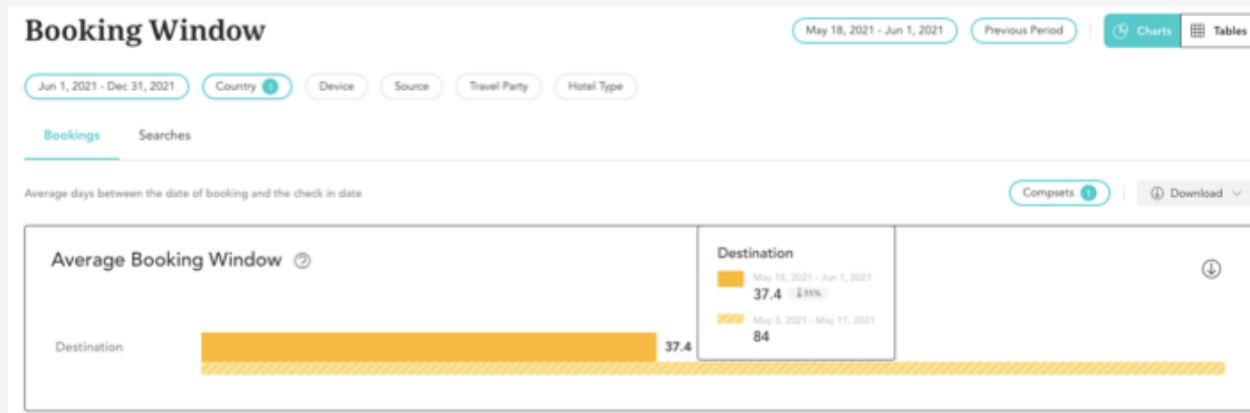 Booking Window
May 18, 2021 - Jun 1, 2021
Previous Period
Charts
Tables
Jun 1, 2021 - Dec 31, 2021
Country 1
Device
Source
Travel Party
Hotel Type
Bookings
Searches
Average days between the date of booking and the check in date
Compsets 1
Download
Average Booking Window
Destination
May 18, 2021 - Jun 1, 2021
37.4 ↓55%
May 3, 2021 - May 17, 2021
84
Destination
37.4